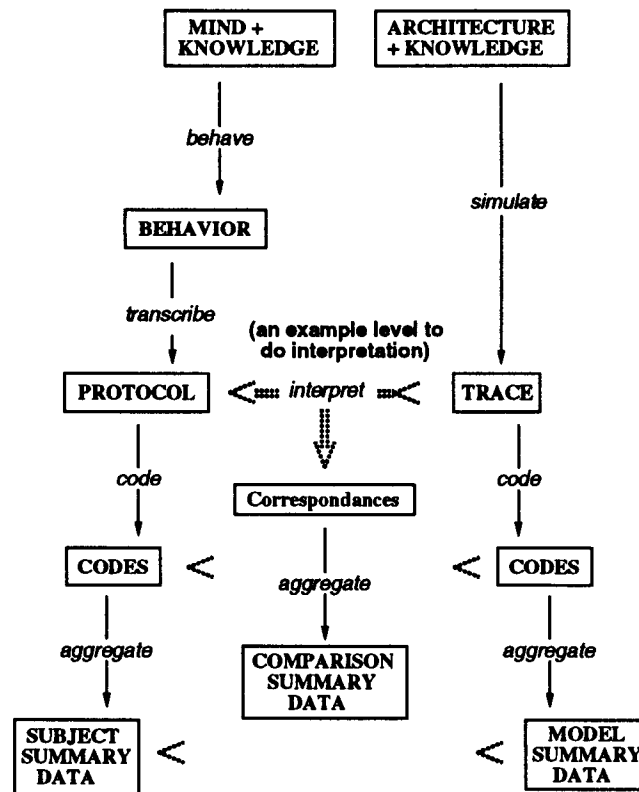 MIND +
KNOWLEDGE
ARCHITECTURE
+ KNOWLEDGE
behave
simulate
BEHAVIOR
transcribe
(an example level to
do interpretation)
PROTOCOL
interpret
TRACE
code
code
Correspondances
CODES
CODES
aggregate
aggregate
aggregate
COMPARISON
SUMMARY
DATA
SUBJECT
SUMMARY
DATA
MODEL
SUMMARY
DATA